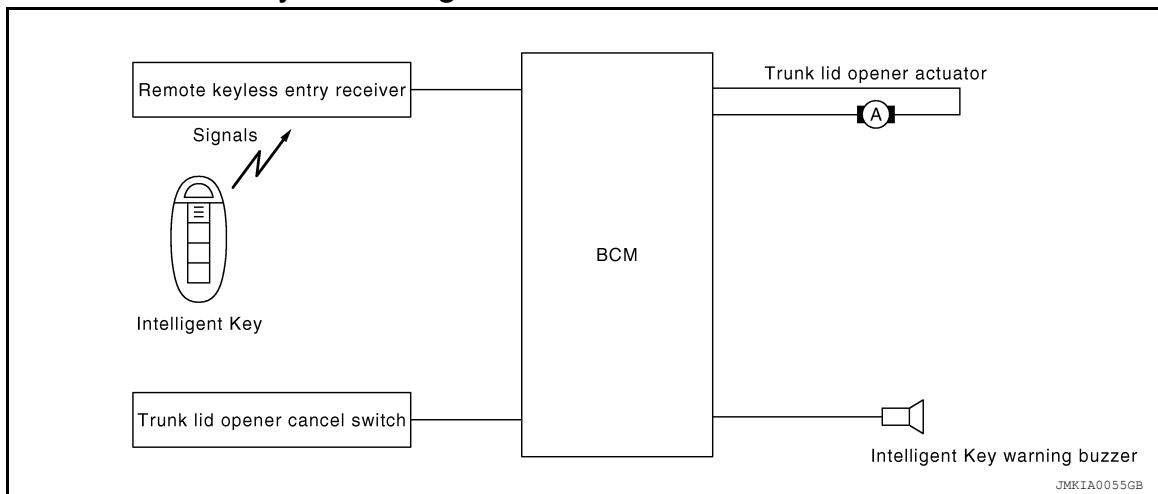 Remote keyless entry receiver
Signals
Intelligent Key
Trunk lid opener cancel switch
BCM
Trunk lid opener actuator
A
Intelligent Key warning buzzer
JMKIA0055GB